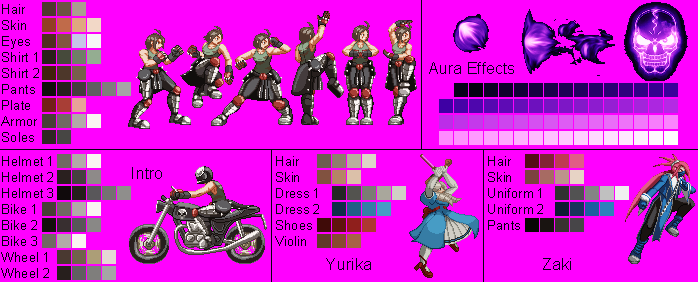 Hair
Skin
Eyes
Shirt 1
Shirt 2
Pants
Plate
Armor
Soles
Aura Effects
Helmet 1
Helmet 2
Helmet 3
Bike 1
Bike 2
Bike 3
Wheel 1
Wheel 2
Intro
Hair
Skin
Dress 1
Dress 2
Shoes
Violin
Yurika
Hair
Skin
Uniform 1
Uniform 2
Pants
Zaki